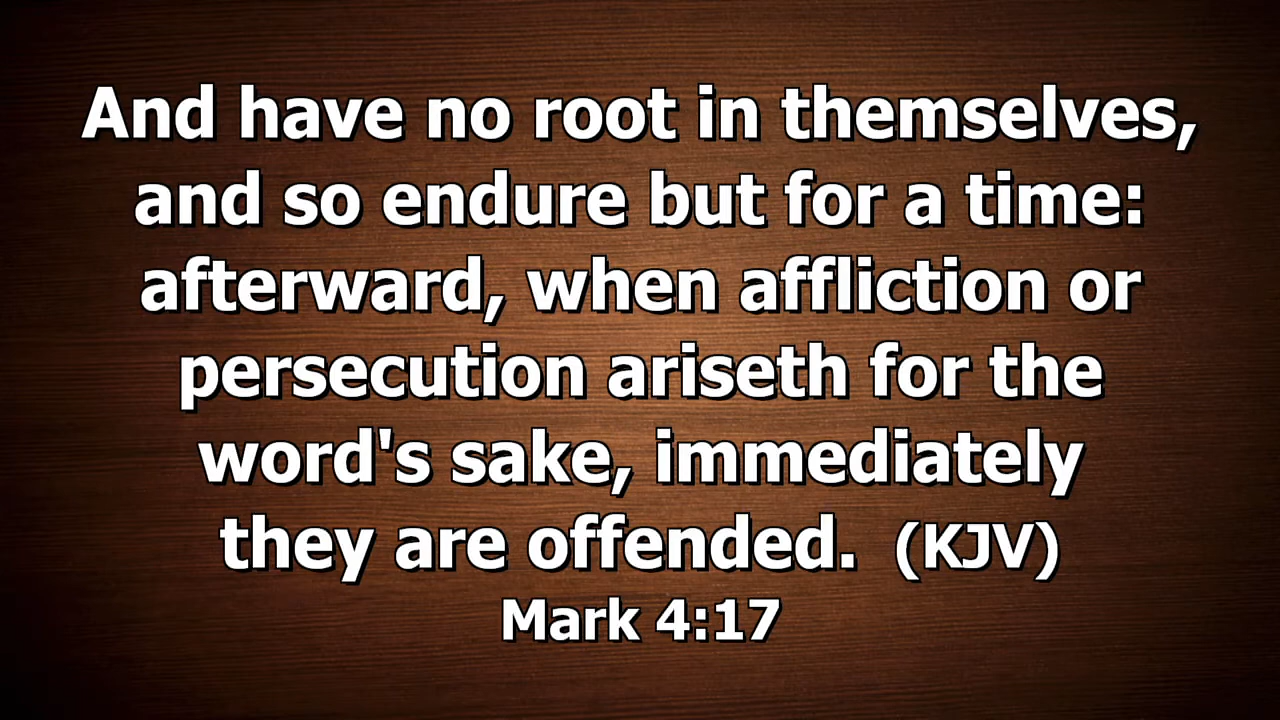 And have no root in themselves,
and so endure but for a time:
afterward, when affliction or
persecution ariseth for the
word's sake, immediately
they are offended. (KJV)
Mark 4:17